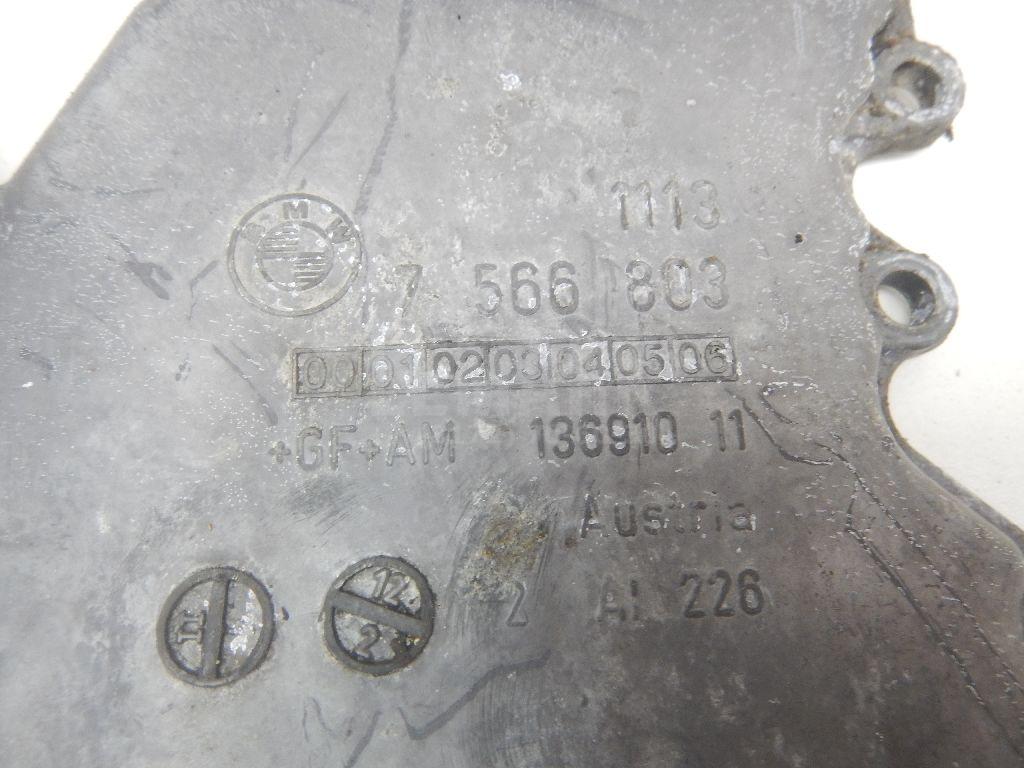 1113
BMW
7 566 803
00 01 02 03 04 05 06
+GF+AM 136910 11
Austria
2 Al 226
12
2